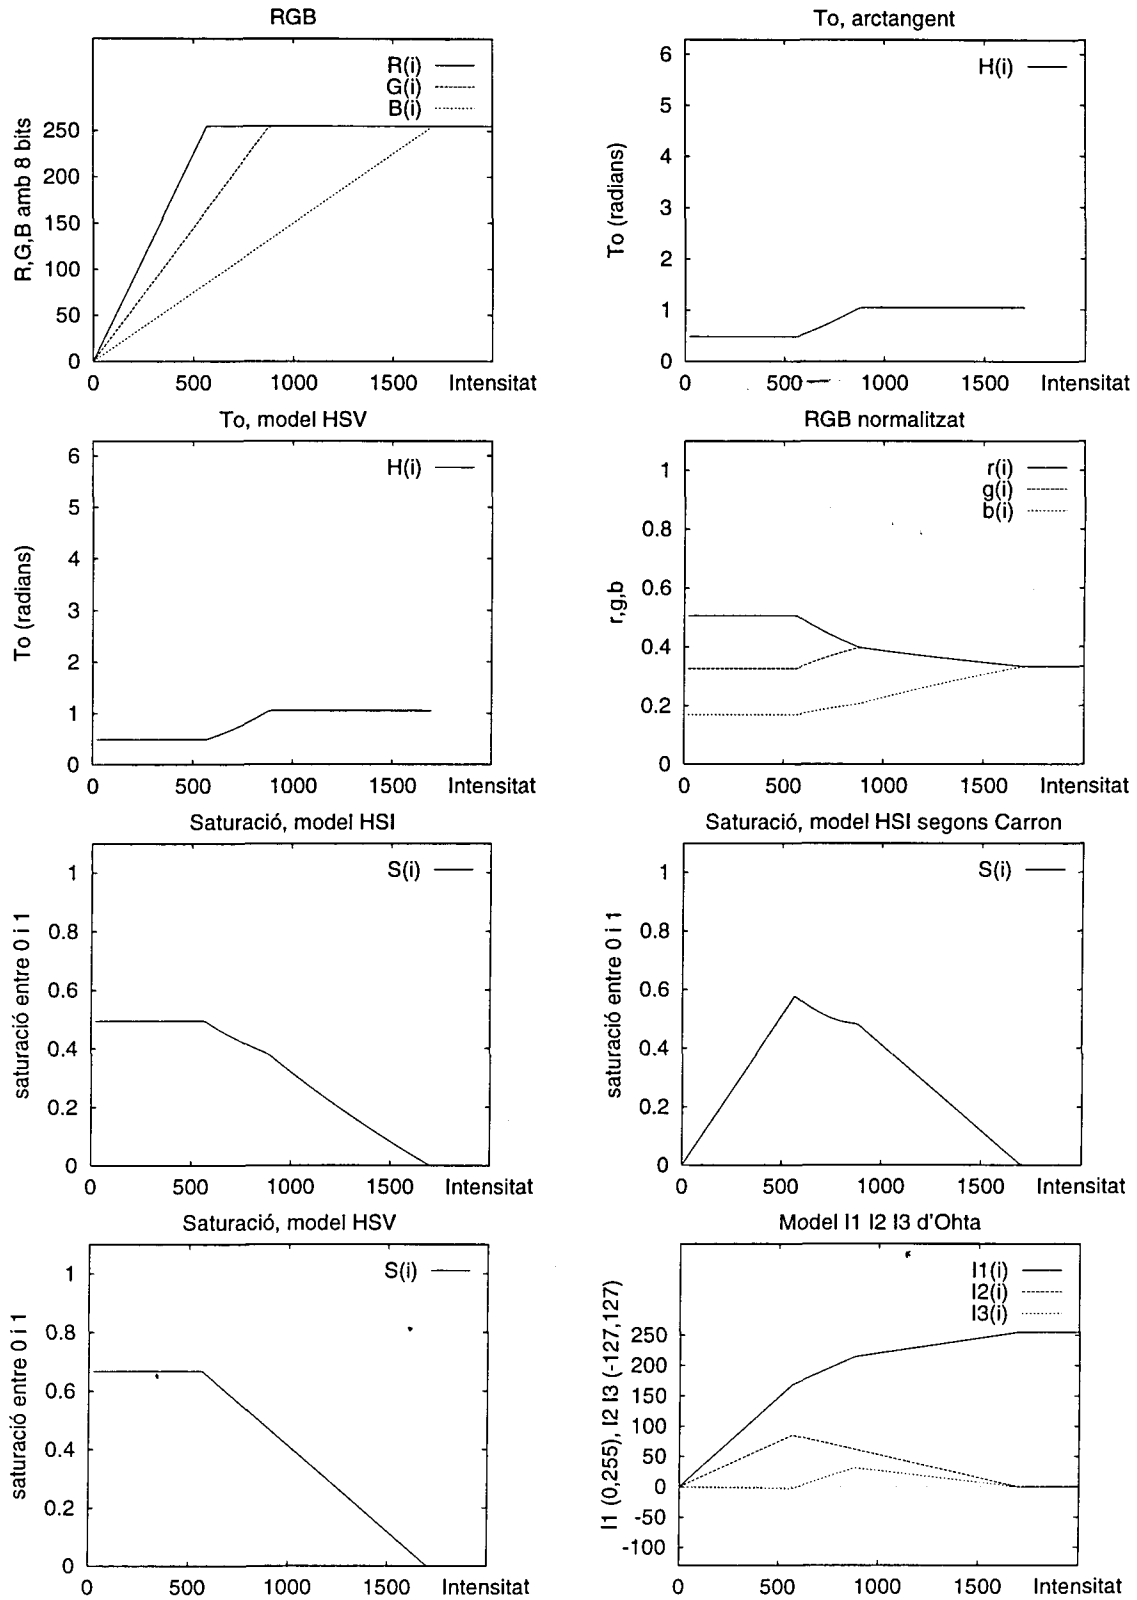 RGB
R(i)
G(i)
B(i)
R,G,B amb 8 bits
250
200
150
100
50
0
0 500 1000 1500 Intensitat
To, arctangent
H(i)
To (radians)
6
5
4
3
2
1
0
0 500 1000 1500 Intensitat
To, model HSV
H(i)
To (radians)
6
5
4
3
2
1
0
0 500 1000 1500 Intensitat
RGB normalitzat
r(i)
g(i)
b(i)
r,g,b
1
0.8
0.6
0.4
0.2
0
0 500 1000 1500 Intensitat
Saturació, model HSI
S(i)
saturació entre 0 i 1
1
0.8
0.6
0.4
0.2
0
0 500 1000 1500 Intensitat
Saturació, model HSI segons Carron
S(i)
saturació entre 0 i 1
1
0.8
0.6
0.4
0.2
0
0 500 1000 1500 Intensitat
Saturació, model HSV
S(i)
saturació entre 0 i 1
1
0.8
0.6
0.4
0.2
0
0 500 1000 1500 Intensitat
Model I1 I2 I3 d'Ohta
I1(i)
I2(i)
I3(i)
I1 (0,255), I2 I3 (-127,127)
250
200
150
100
50
0
-50
-100
0 500 1000 1500 Intensitat